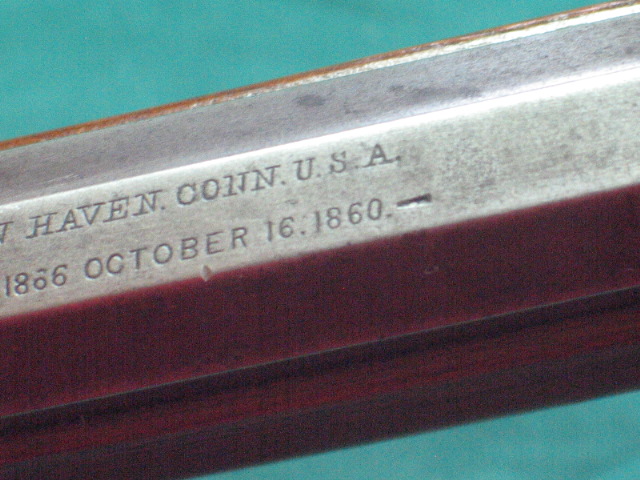 HAVEN. CONN. U.S.A.
1866 OCTOBER 16.1860.—